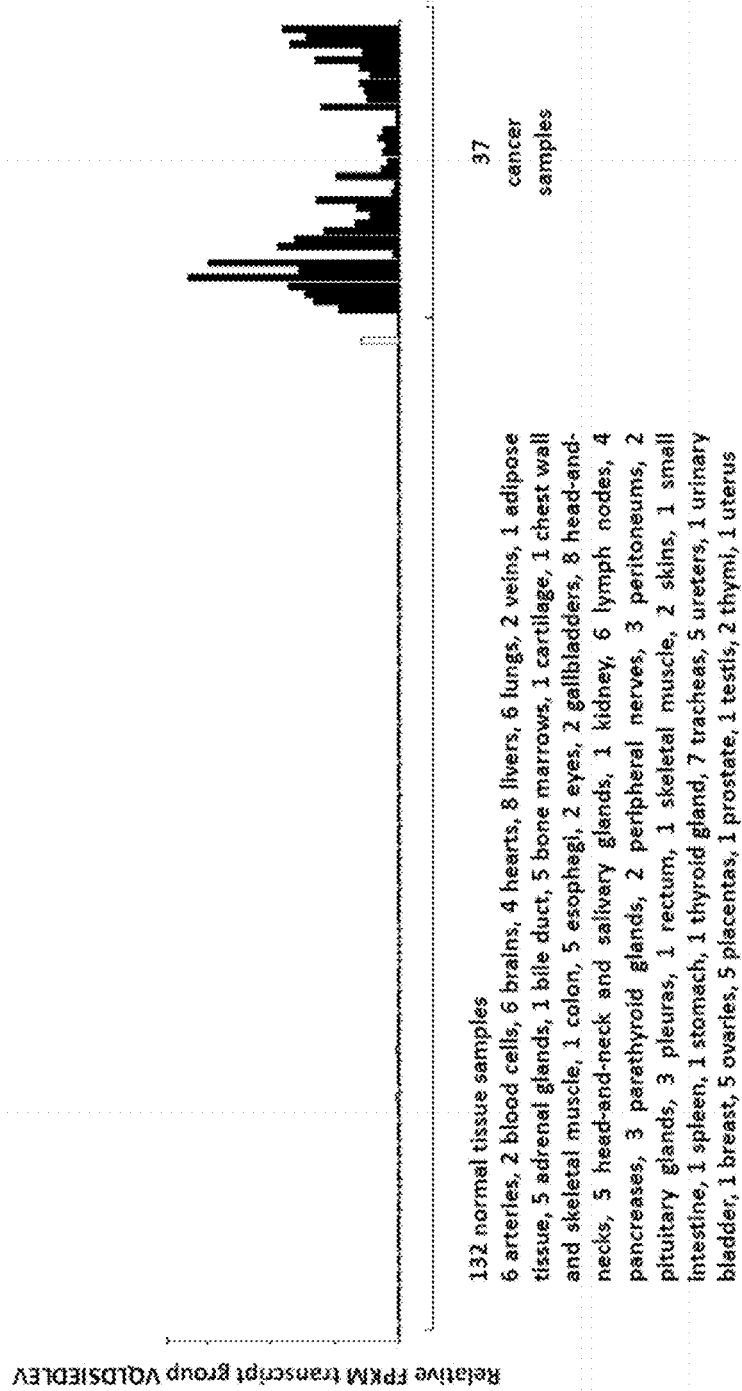 Relative FPKM transcript group VQLDSIEDLEV
132 normal tissue samples
6 arteries, 2 blood cells, 6 brains, 4 hearts, 8 livers, 6 lungs, 2 veins, 1 adipose
tissue, 5 adrenal glands, 1 bile duct, 5 bone marrows, 1 cartilage, 1 chest wall
and skeletal muscle, 1 colon, 5 esophagi, 2 eyes, 2 gallbladders, 8 head-and-
necks, 5 head-and-neck and salivary glands, 1 kidney, 6 lymph nodes, 4
pancreases, 3 parathyroid glands, 2 peripheral nerves, 3 peritoneums, 2
pituitary glands, 3 pleuras, 1 rectum, 1 skeletal muscle, 2 skins, 1 small
intestine, 1 spleen, 1 stomach, 1 thyroid gland, 7 tracheas, 5 ureters, 1 urinary
bladder, 1 breast, 5 ovaries, 5 placentas, 1 prostate, 1 testis, 2 thymi, 1 uterus
37
cancer
samples